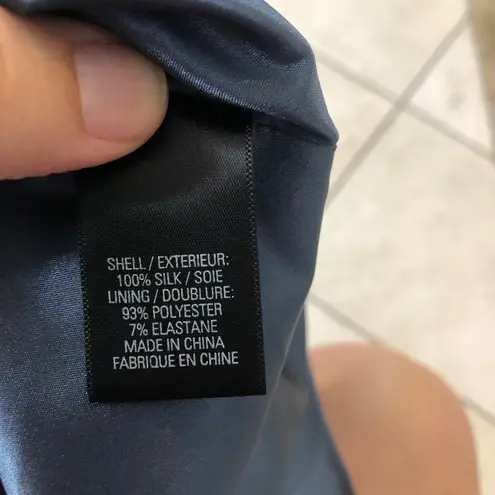 SHELL / EXTERIEUR:
100% SILK / SOIE
LINING / DOUBLURE:
93% POLYESTER
7% ELASTANE
MADE IN CHINA
FABRIQUE EN CHINE